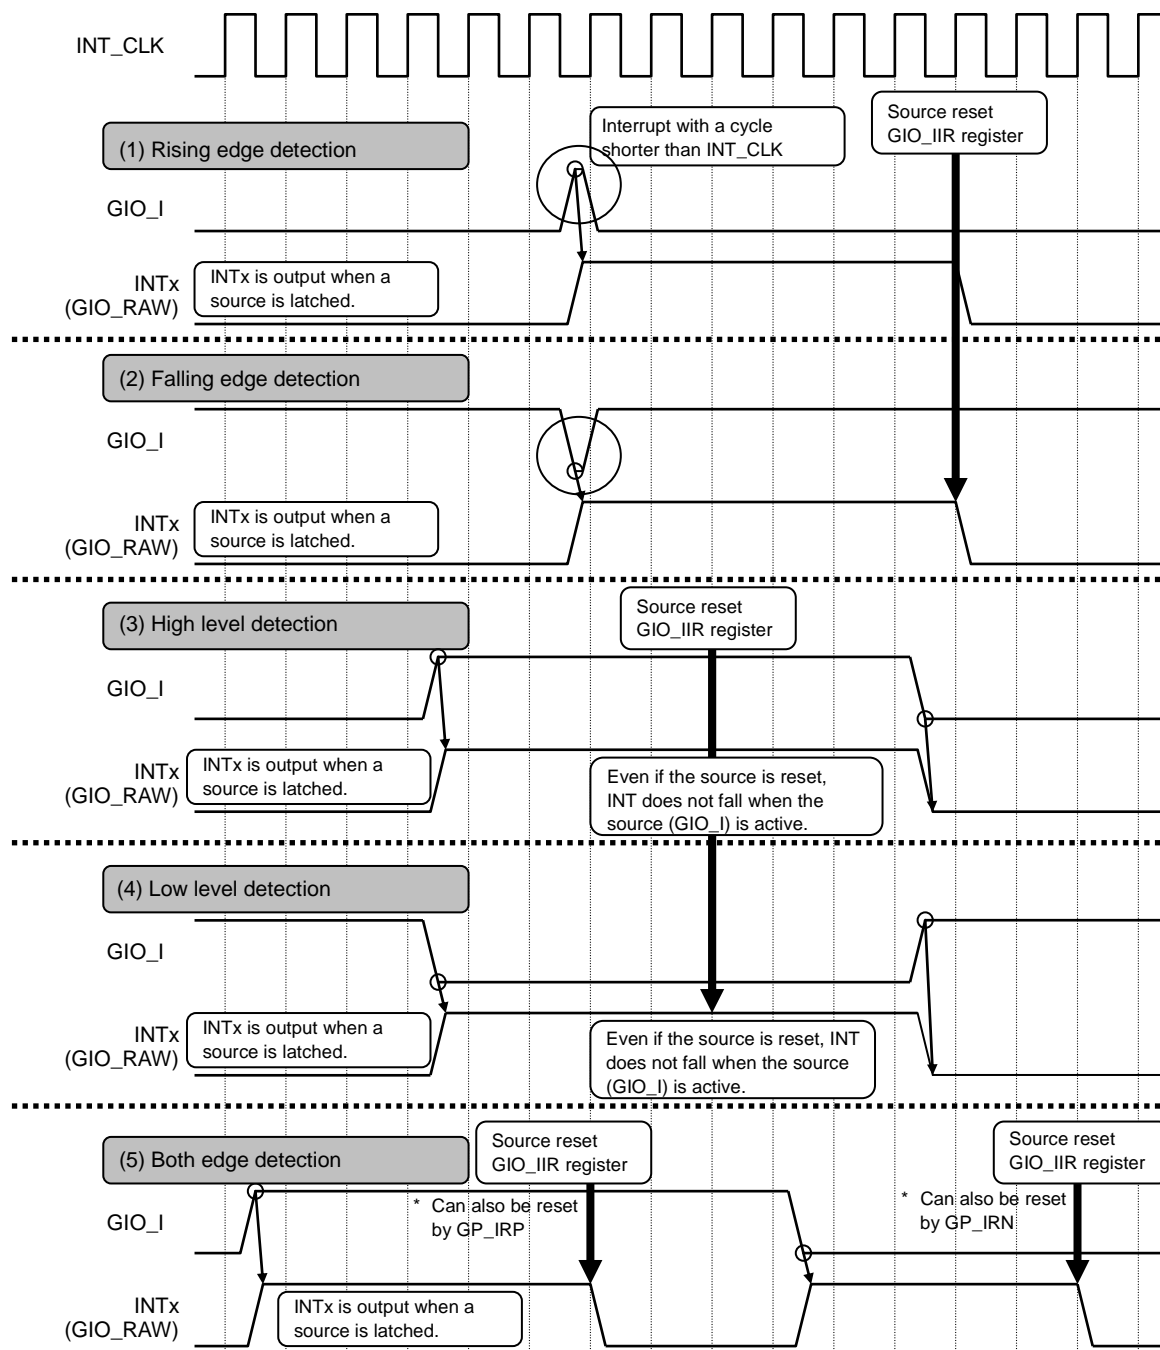 INT_CLK
Interrupt with a cycle
shorter than INT_CLK
Source reset
GIO_IIR register
(1) Rising edge detection
GIO_I
INTx
(GIO_RAW)
INTx is output when a
source is latched.
(2) Falling edge detection
GIO_I
INTx
(GIO_RAW)
INTx is output when a
source is latched.
(3) High level detection
Source reset
GIO_IIR register
GIO_I
INTx
(GIO_RAW)
INTx is output when a
source is latched.
Even if the source is reset,
INT does not fall when the
source (GIO_I) is active.
(4) Low level detection
GIO_I
INTx
(GIO_RAW)
INTx is output when a
source is latched.
Even if the source is reset, INT
does not fall when the source
(GIO_I) is active.
(5) Both edge detection
Source reset
GIO_IIR register
Source reset
GIO_IIR register
GIO_I
* Can also be reset
by GP_IRP
* Can also be reset
by GP_IRN
INTx
(GIO_RAW)
INTx is output when a
source is latched.